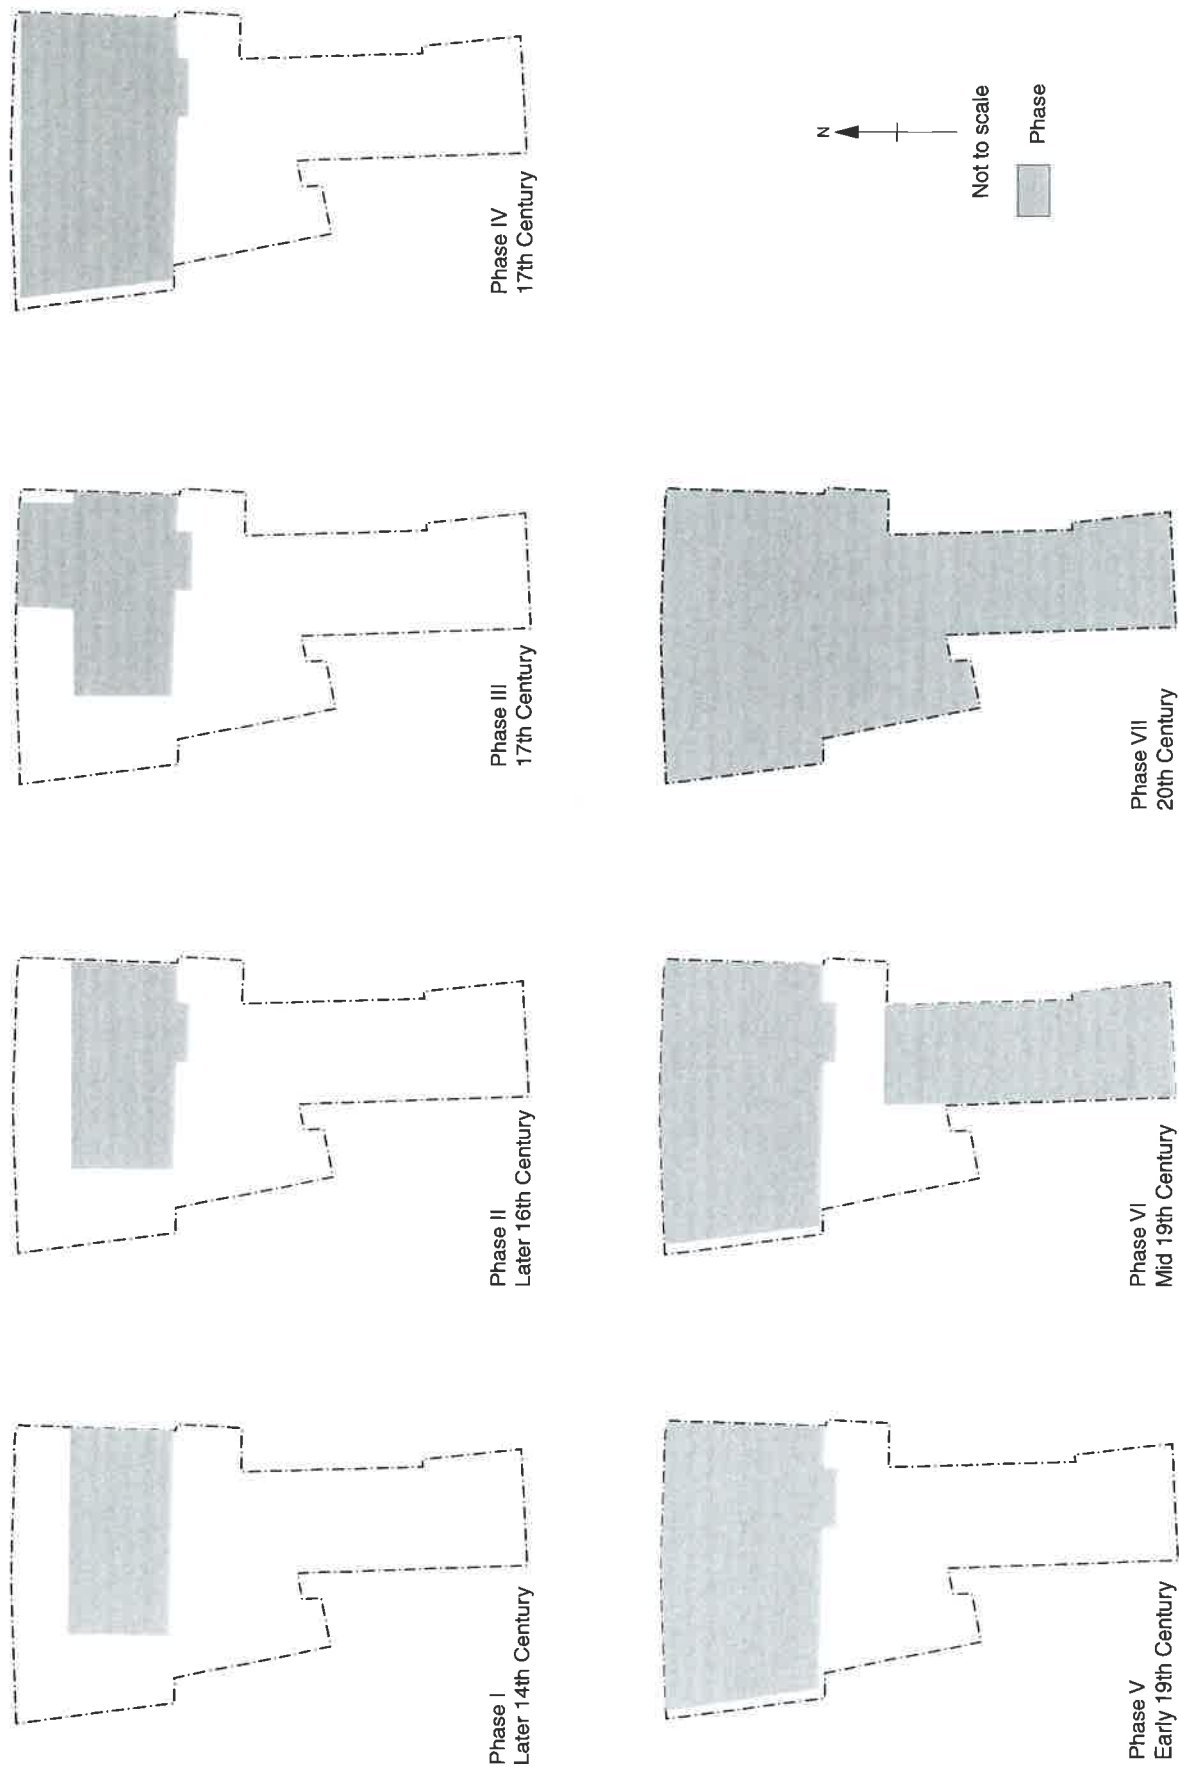 Phase I
Later 14th Century
Phase II
Later 16th Century
Phase III
17th Century
Phase IV
17th Century
Phase V
Early 19th Century
Phase VI
Mid 19th Century
Phase VII
20th Century
N
Not to scale
Phase